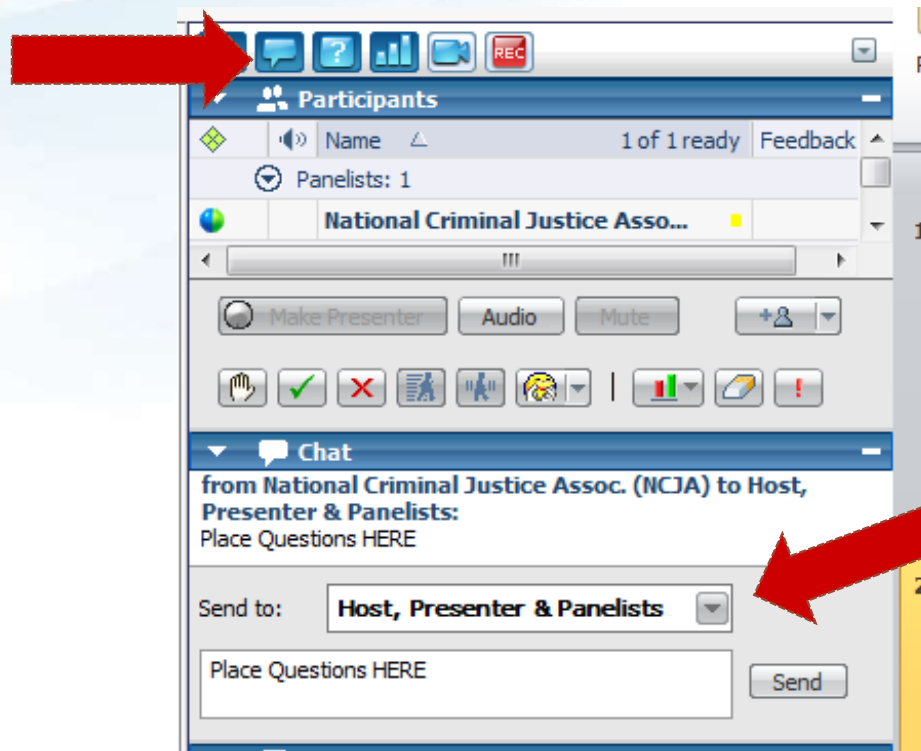 REC
Participants
Name 1 of 1 ready Feedback
Panelists: 1
National Criminal Justice Asso...
Make Presenter Audio Mute
Chat
from National Criminal Justice Assoc. (NCJA) to Host,
Presenter & Panelists:
Place Questions HERE
Send to: Host, Presenter & Panelists
Place Questions HERE
Send